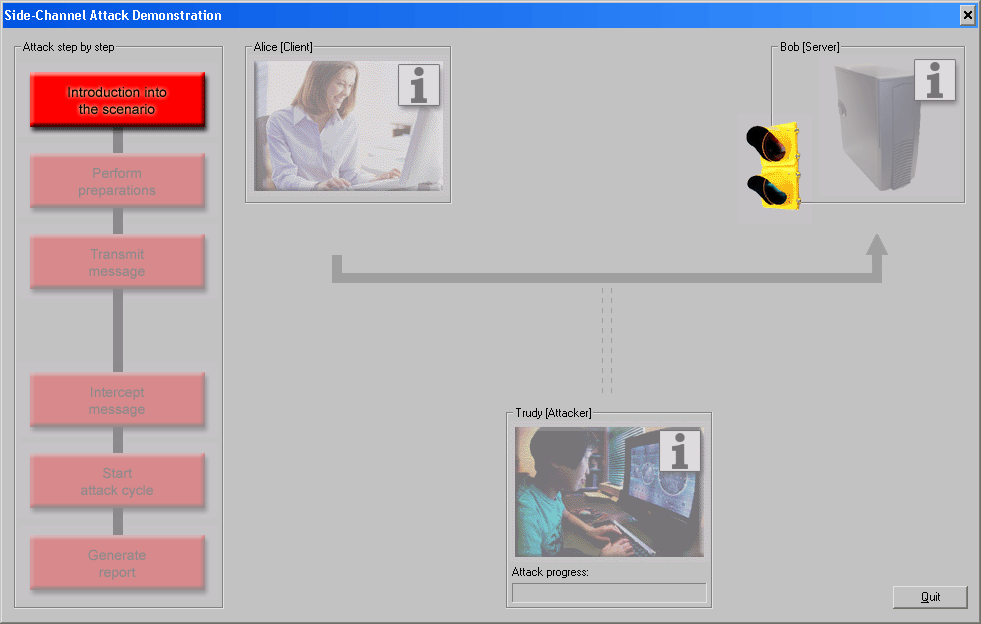 Side-Channel Attack Demonstration
Attack step by step
Introduction into
the scenario
Perform
preparations
Transmit
message
Intercept
message
Start
attack cycle
Generate
report
Alice [Client]
i
Bob [Server]
i
Trudy [Attacker]
i
Attack progress:
Quit